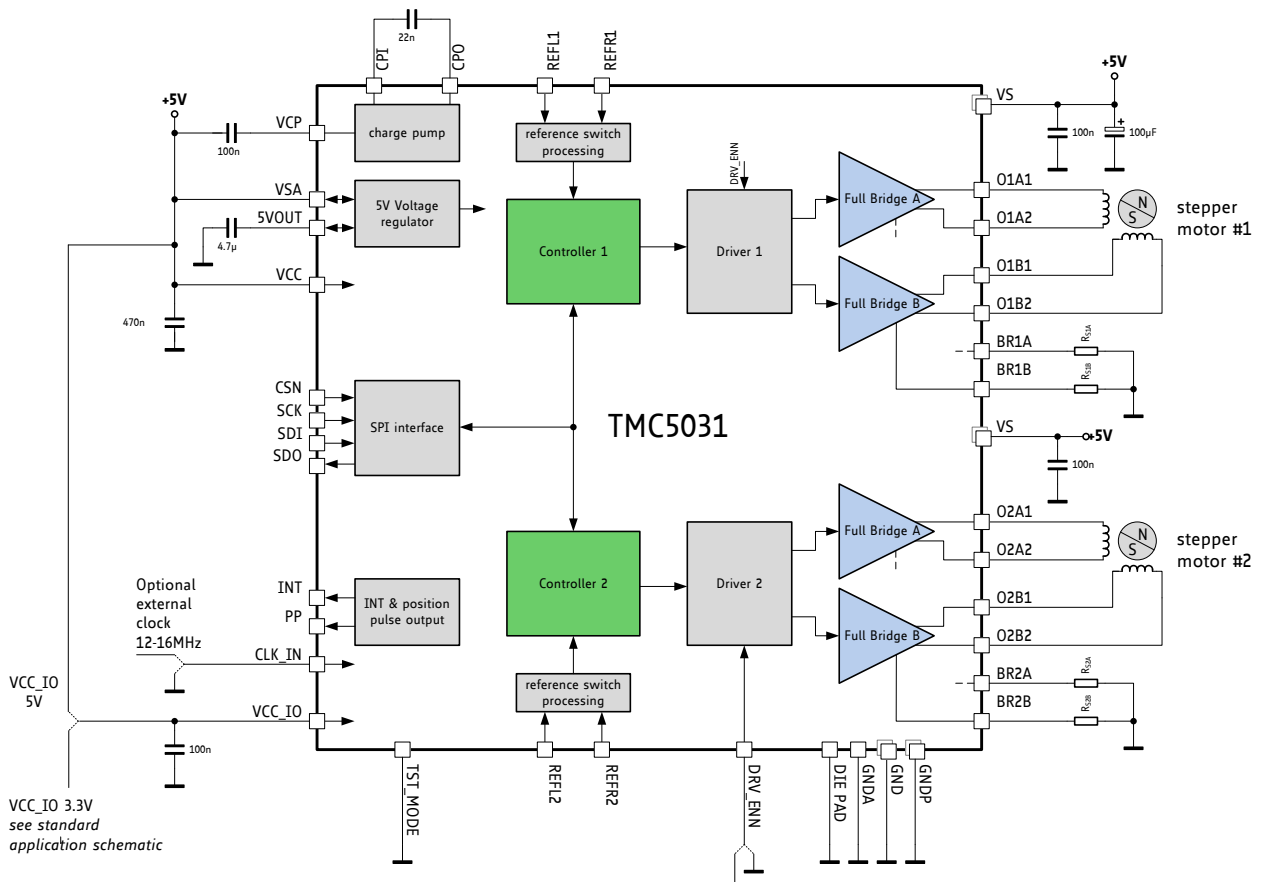 22n
CPI
CPO
REFL1
REFR1
+5V
+5V
VS
VCP
100n
charge pump
reference switch
processing
100n
+
100µF
DRV_ENN
VSA
5VOUT
4.7µ
5V Voltage
regulator
Controller 1
Driver 1
Full Bridge A
O1A1
O1A2
N
S
stepper
motor #1
VCC
Full Bridge B
O1B1
O1B2
470n
BR1A
RS1A
BR1B
RS1B
CSN
SCK
SDI
SDO
SPI interface
TMC5031
VS
+5V
100n
Controller 2
Driver 2
Full Bridge A
O2A1
O2A2
N
S
stepper
motor #2
Optional
external
clock
12-16MHz
INT
PP
INT & position
pulse output
Full Bridge B
O2B1
O2B2
CLK_IN
BR2A
RS2A
BR2B
RS2B
VCC_IO
5V
VCC_IO
reference switch
processing
100n
TST_MODE
REFL2
REFR2
DRV_ENN
DIE PAD
GNDA
GND
GNDP
VCC_IO 3.3V
see standard
application schematic